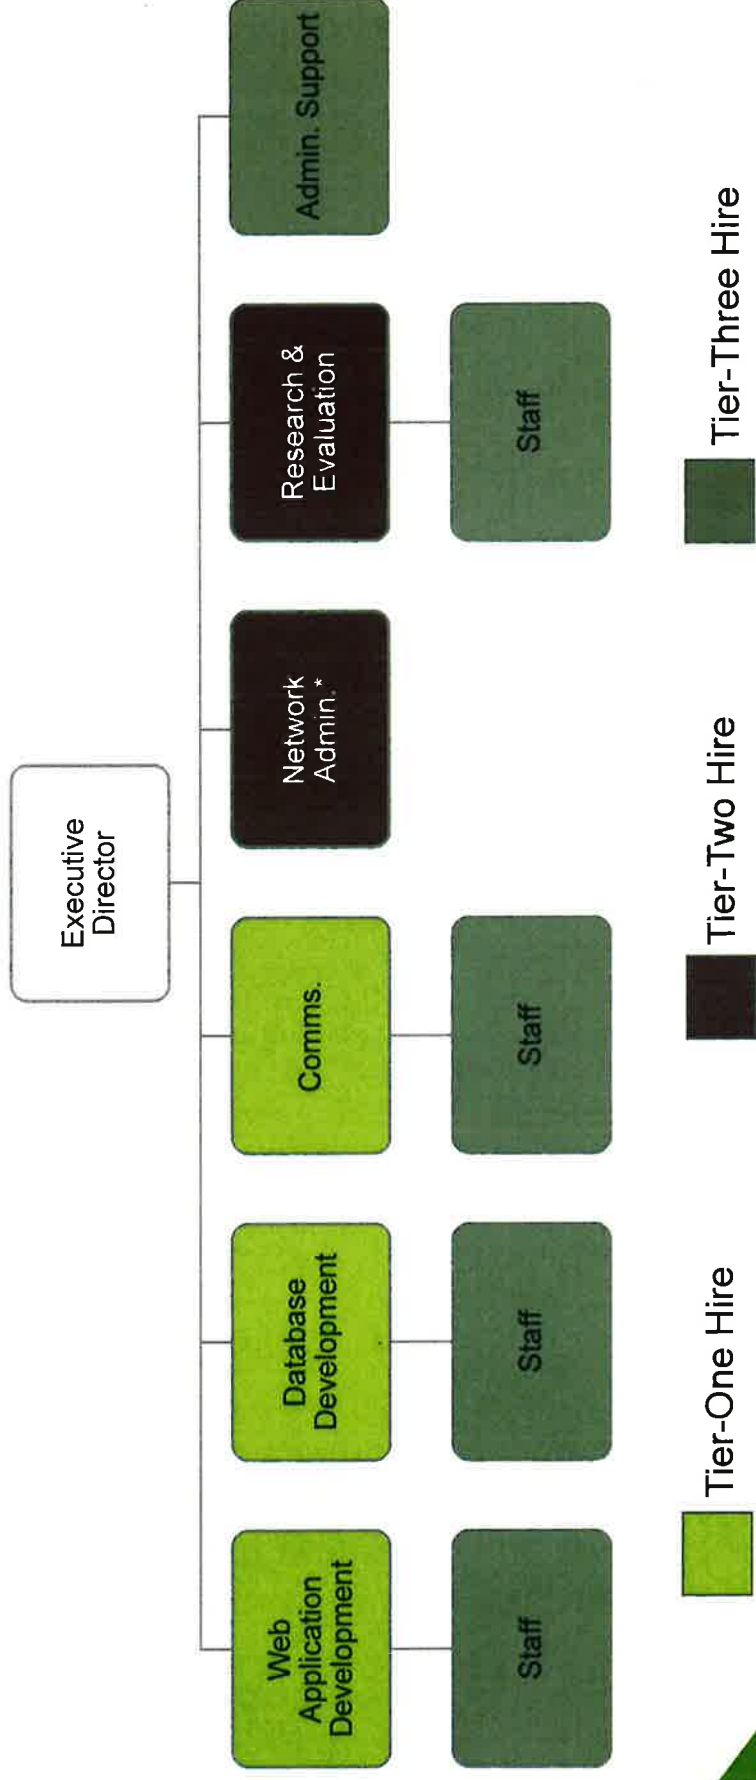 Executive
Director
Web
Application
Development
Database
Development
Comms.
Network
Admin.*
Research &
Evaluation
Admin. Support
Staff
Staff
Staff
Staff
Tier-One Hire
Tier-Two Hire
Tier-Three Hire